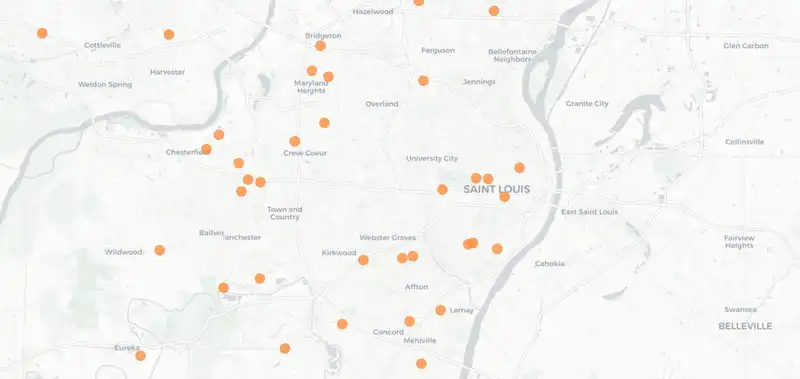 Hazelwood
Bridgeton
Cottleville
Ferguson
Bellefontaine
Neighbors
Glen Carbon
Harvester
Weldon Spring
Maryland
Heights
Jennings
Overland
Granite City
Collinsville
Chesterfield
Creve Coeur
University City
SAINT LOUIS
Town and
Country
East Saint Louis
Ballwin
Manchester
Webster Groves
Fairview
Heights
Wildwood
Kirkwood
Cahokia
Affton
Swansea
Lemay
BELLEVILLE
Concord
Mehlville
Eureka